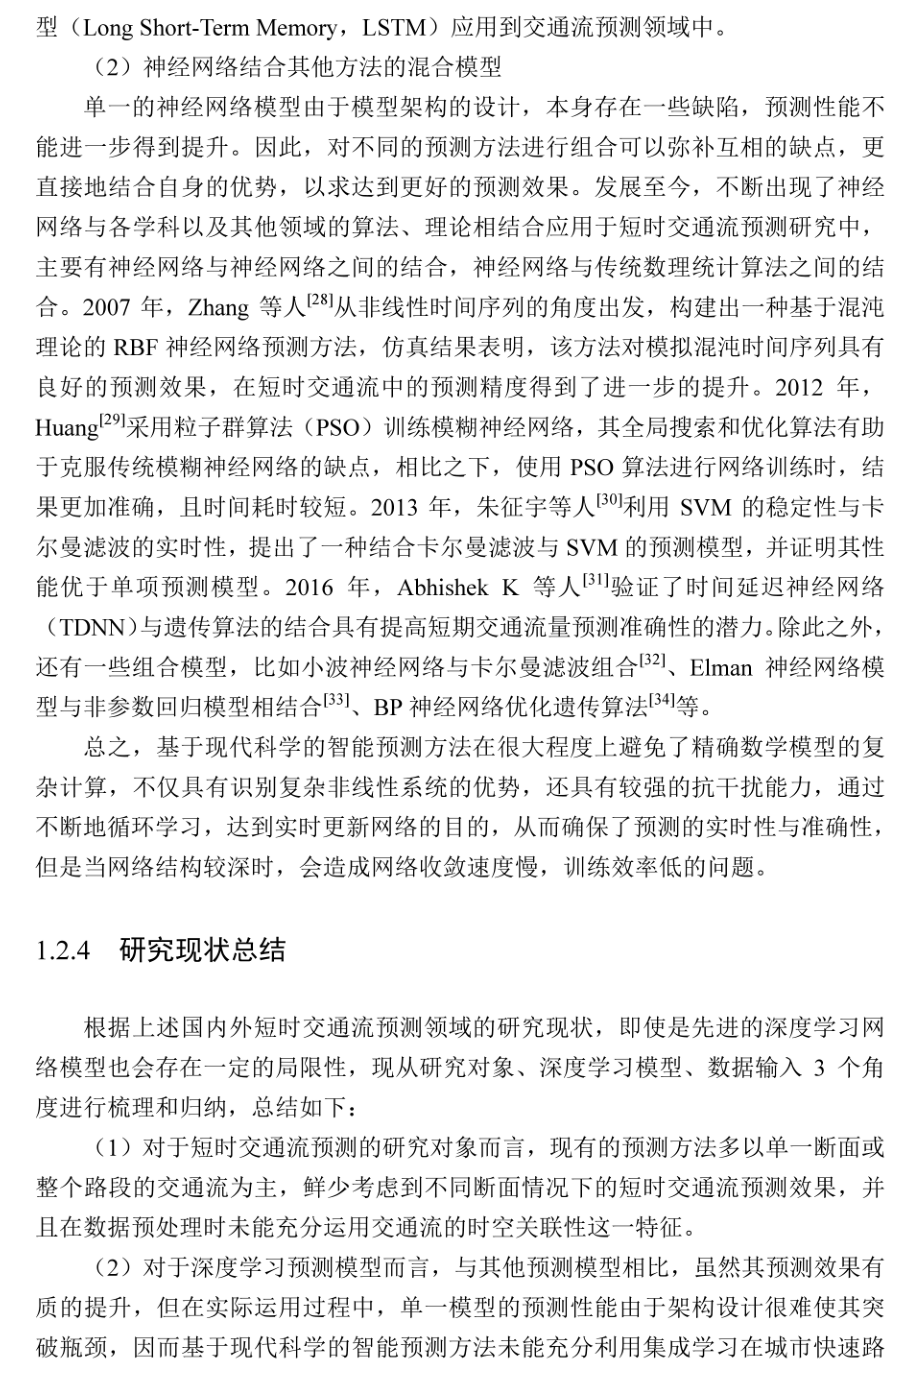 型（Long Short-Term Memory，LSTM）应用到交通流预测领域中。
（2）神经网络结合其他方法的混合模型
单一的神经网络模型由于模型架构的设计，本身存在一些缺陷，预测性能不
能进一步得到提升。因此，对不同的预测方法进行组合可以弥补互相的缺点，更
直接地结合自身的优势，以求达到更好的预测效果。发展至今，不断出现了神经
网络与各学科以及其他领域的算法、理论相结合应用于短时交通流预测研究中，
主要有神经网络与神经网络之间的结合，神经网络与传统数理统计算法之间的结
合。2007 年，Zhang 等人[28]从非线性时间序列的角度出发，构建出一种基于混沌
理论的 RBF 神经网络预测方法，仿真结果表明，该方法对模拟混沌时间序列具有
良好的预测效果，在短时交通流中的预测精度得到了进一步的提升。2012 年，
Huang[29]采用粒子群算法（PSO）训练模糊神经网络，其全局搜索和优化算法有助
于克服传统模糊神经网络的缺点，相比之下，使用 PSO 算法进行网络训练时，结
果更加准确，且时间耗时较短。2013 年，朱征宇等人[30]利用 SVM 的稳定性与卡
尔曼滤波的实时性，提出了一种结合卡尔曼滤波与 SVM 的预测模型，并证明其性
能优于单项预测模型。2016 年，Abhishek K 等人[31]验证了时间延迟神经网络
（TDNN）与遗传算法的结合具有提高短期交通流量预测准确性的潜力。除此之外，
还有一些组合模型，比如小波神经网络与卡尔曼滤波组合[32]、Elman 神经网络模
型与非参数回归模型相结合[33]、BP 神经网络优化遗传算法[34]等。
总之，基于现代科学的智能预测方法在很大程度上避免了精确数学模型的复
杂计算，不仅具有识别复杂非线性系统的优势，还具有较强的抗干扰能力，通过
不断地循环学习，达到实时更新网络的目的，从而确保了预测的实时性与准确性，
但是当网络结构较深时，会造成网络收敛速度慢，训练效率低的问题。
1.2.4 研究现状总结
根据上述国内外短时交通流预测领域的研究现状，即使是先进的深度学习网
络模型也会存在一定的局限性，现从研究对象、深度学习模型、数据输入 3 个角
度进行梳理和归纳，总结如下：
（1）对于短时交通流预测的研究对象而言，现有的预测方法多以单一断面或
整个路段的交通流为主，鲜少考虑到不同断面情况下的短时交通流预测效果，并
且在数据预处理时未能充分运用交通流的时空关联性这一特征。
（2）对于深度学习预测模型而言，与其他预测模型相比，虽然其预测效果有
质的提升，但在实际运用过程中，单一模型的预测性能由于架构设计很难使其突
破瓶颈，因而基于现代科学的智能预测方法未能充分利用集成学习在城市快速路